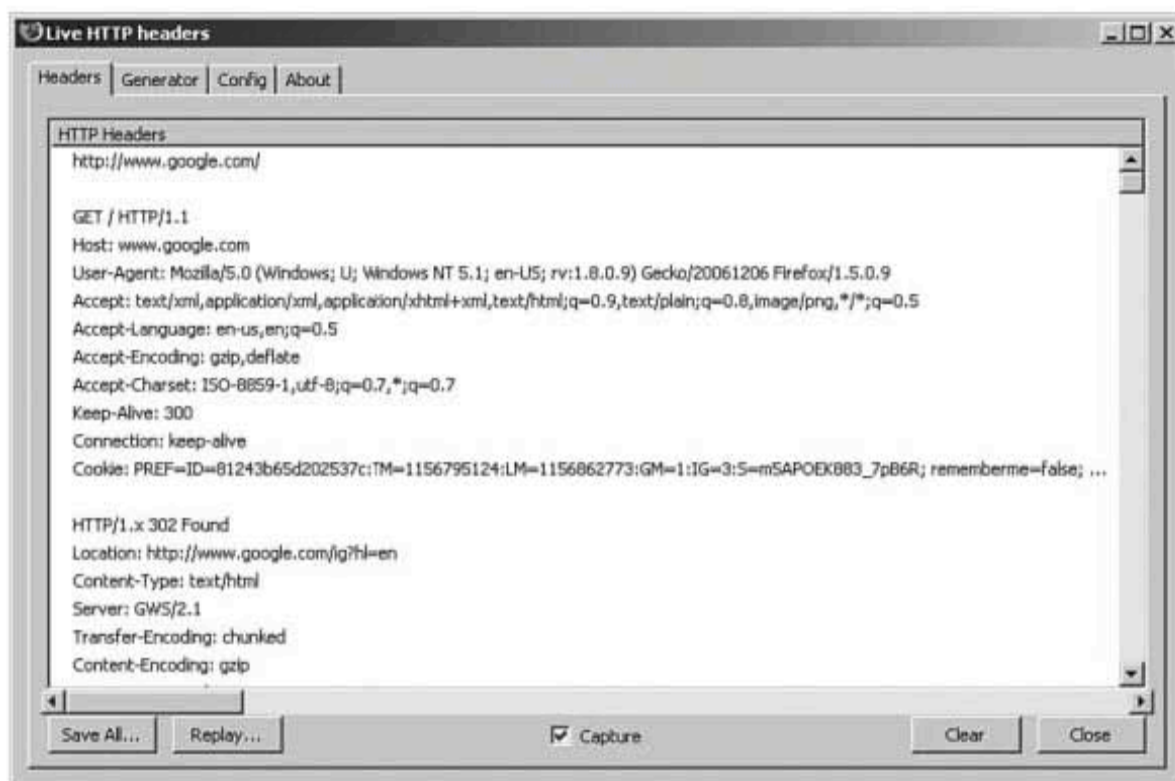 Live HTTP headers
Headers Generator Config About
HTTP Headers
http://www.google.com/
GET / HTTP/1.1
Host: www.google.com
User-Agent: Mozilla/5.0 (Windows; U; Windows NT 5.1; en-US; rv:1.8.0.9) Gecko/20061206 Firefox/1.5.0.9
Accept: text/xml,application/xml,application/xhtml+xml,text/html;q=0.9,text/plain;q=0.8,image/png,*/*;q=0.5
Accept-Language: en-us,en;q=0.5
Accept-Encoding: gzip,deflate
Accept-Charset: ISO-8859-1,utf-8;q=0.7,*;q=0.7
Keep-Alive: 300
Connection: keep-alive
Cookie: PREF=ID=81243b65d202537c:TM=1156795124:LM=1156862773:GM=1:IG=3:S=mSAPOEK883_7pB6R; rememberme=false; ...
HTTP/1.x 302 Found
Location: http://www.google.com/ig?hl=en
Content-Type: text/html
Server: GWS/2.1
Transfer-Encoding: chunked
Content-Encoding: gzip
Save All... Replay... Capture Clear Close